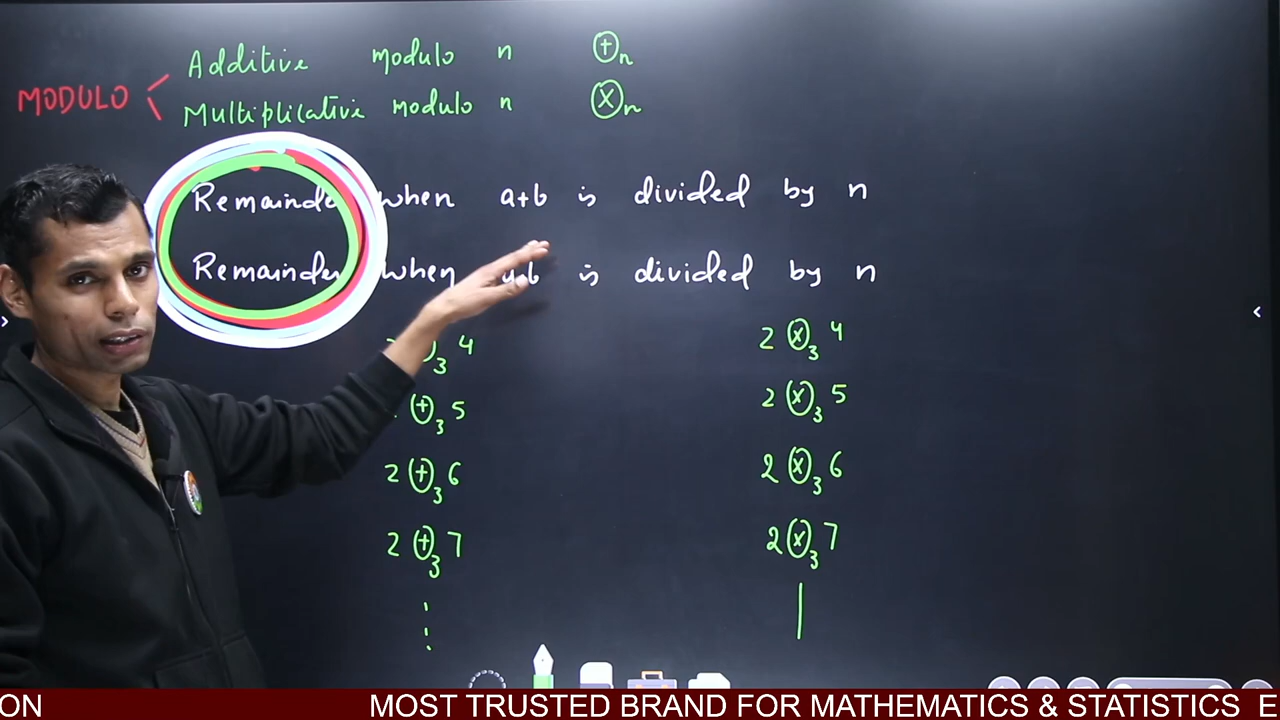 MODULO
Additive modulo n ⊕n
Multiplicative modulo n ⊗n
Remainder when a+b is divided by n
Remainder when is divided by n
3 4
2 ⊗3 4
⊕3 5
2 ⊗3 5
2 ⊕3 6
2 ⊗3 6
2 ⊕3 7
2 ⊗3 7
ON MOST TRUSTED BRAND FOR MATHEMATICS & STATISTICS E